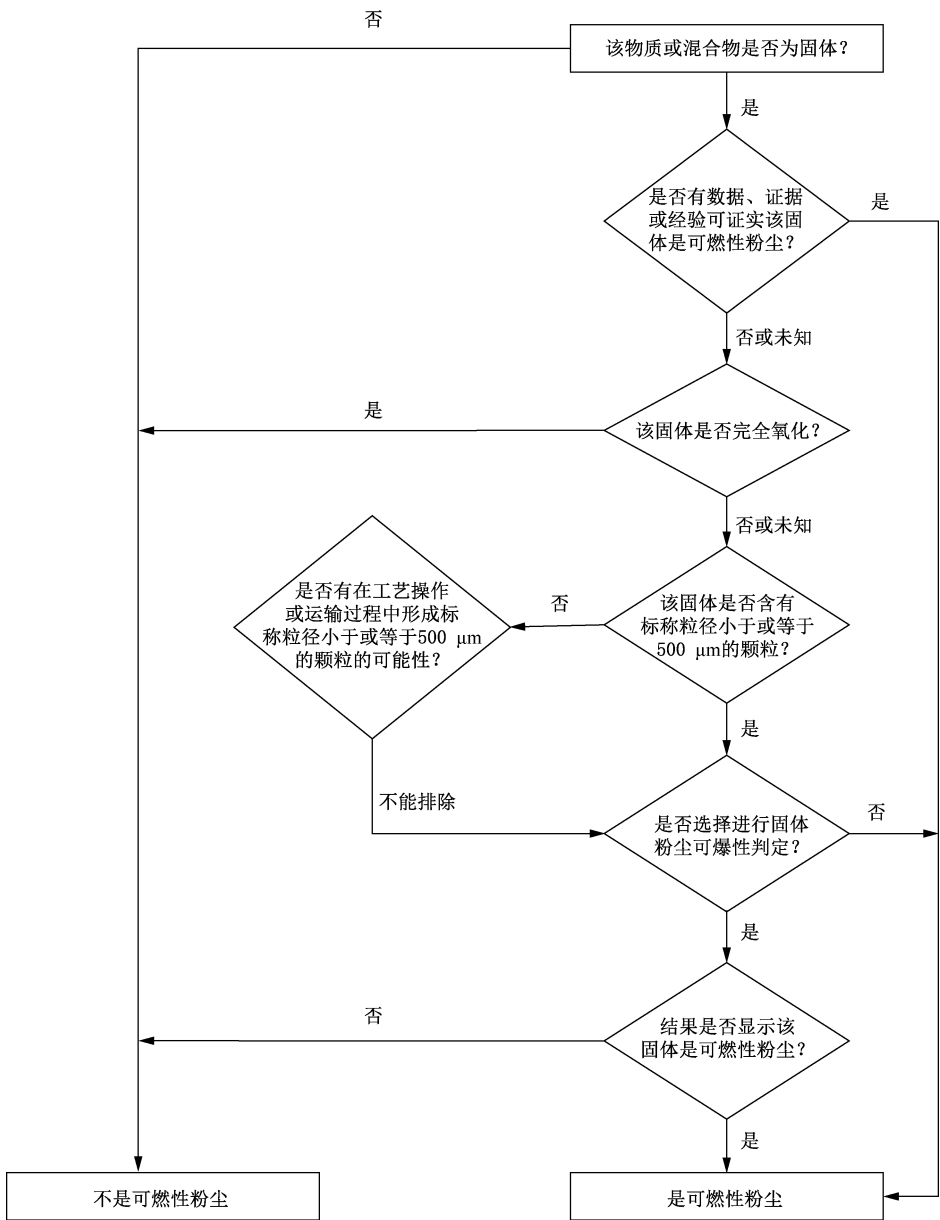 否
该物质或混合物是否为固体？
是
是否有数据、证据
或经验可证实该固
体是可燃性粉尘？
是
否或未知
是
该固体是否完全氧化？
否或未知
是否有在工艺操作
或运输过程中形成标
称粒径小于或等于500 μm
的颗粒的可能性？
否
该固体是否含有
标称粒径小于或等于
500 μm的颗粒？
是
不能排除
是否选择进行固体
粉尘可爆性判定？
否
是
否
结果是否显示该
固体是可燃性粉尘？
是
不是可燃性粉尘
是可燃性粉尘